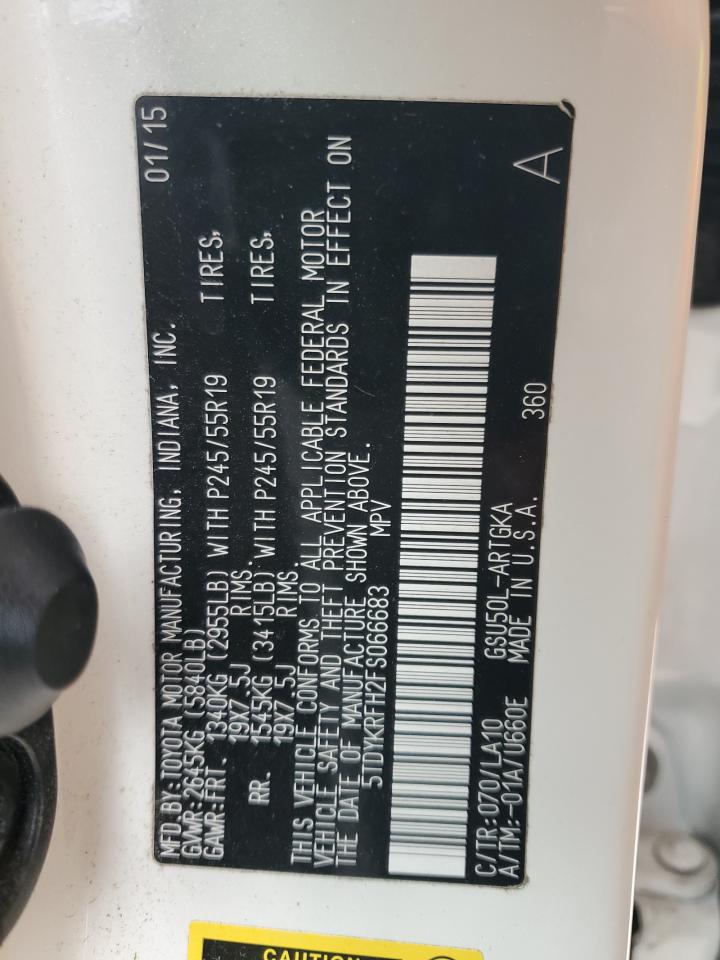 MFD.BY:TOYOTA MOTOR MANUFACTURING, INDIANA, INC. 01/15
GVWR:2645KG (5840LB)
GAWR:FRT. 1340KG (2955LB) WITH P245/55R19 TIRES,
19X7.5J RIMS.
RR. 1545KG (3415LB) WITH P245/55R19 TIRES,
19X7.5J RIMS.
THIS VEHICLE CONFORMS TO ALL APPLICABLE FEDERAL MOTOR
VEHICLE SAFETY AND THEFT PREVENTION STANDARDS IN EFFECT ON
THE DATE OF MANUFACTURE SHOWN ABOVE.
5TDYKRFH2FS066683 MPV
C/TR:070/LA10 GSU50L-ARTGKA
A/TM:-01A/U660E MADE IN U.S.A. 360 A
CAUTION